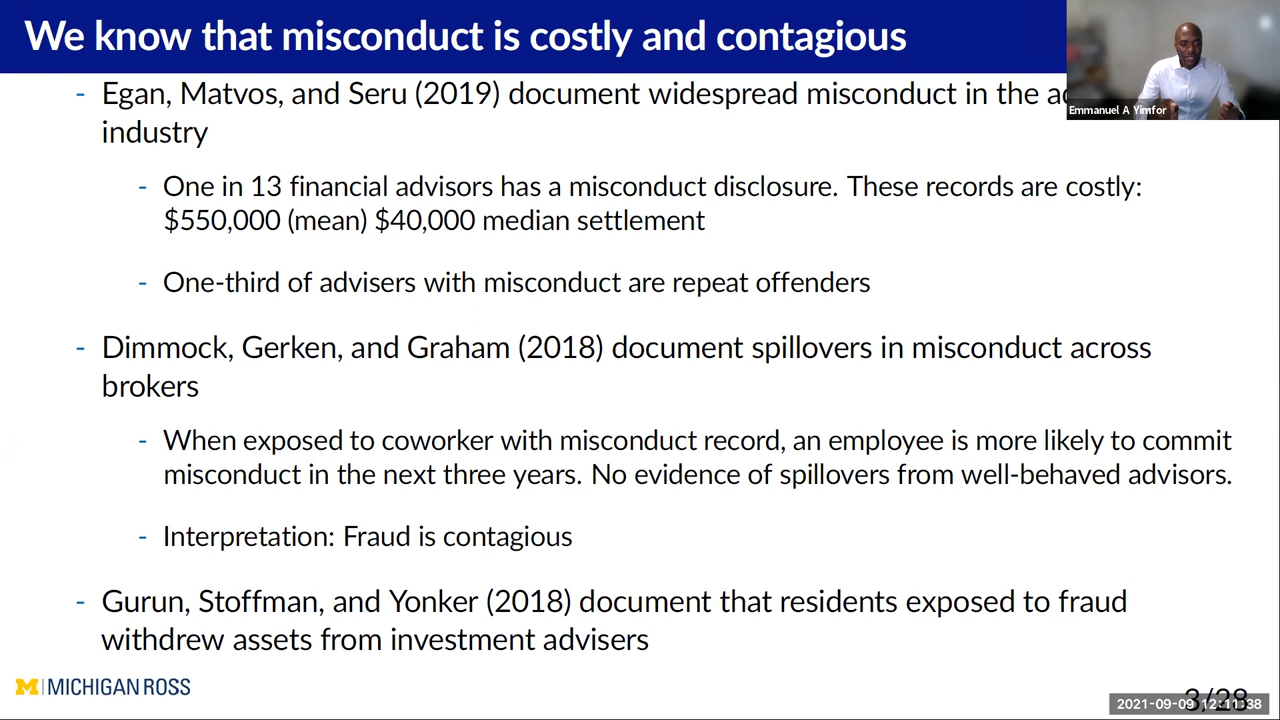 We know that misconduct is costly and contagious
Emmanuel A Yimfor
- Egan, Matvos, and Seru (2019) document widespread misconduct in the
industry
- One in 13 financial advisors has a misconduct disclosure. These records are costly:
$550,000 (mean) $40,000 median settlement
- One-third of advisers with misconduct are repeat offenders
- Dimmock, Gerken, and Graham (2018) document spillovers in misconduct across
brokers
- When exposed to coworker with misconduct record, an employee is more likely to commit
misconduct in the next three years. No evidence of spillovers from well-behaved advisors.
- Interpretation: Fraud is contagious
- Gurun, Stoffman, and Yonker (2018) document that residents exposed to fraud
withdrew assets from investment advisers
M | MICHIGAN ROSS
3/28
2021-09-09 12:11:38